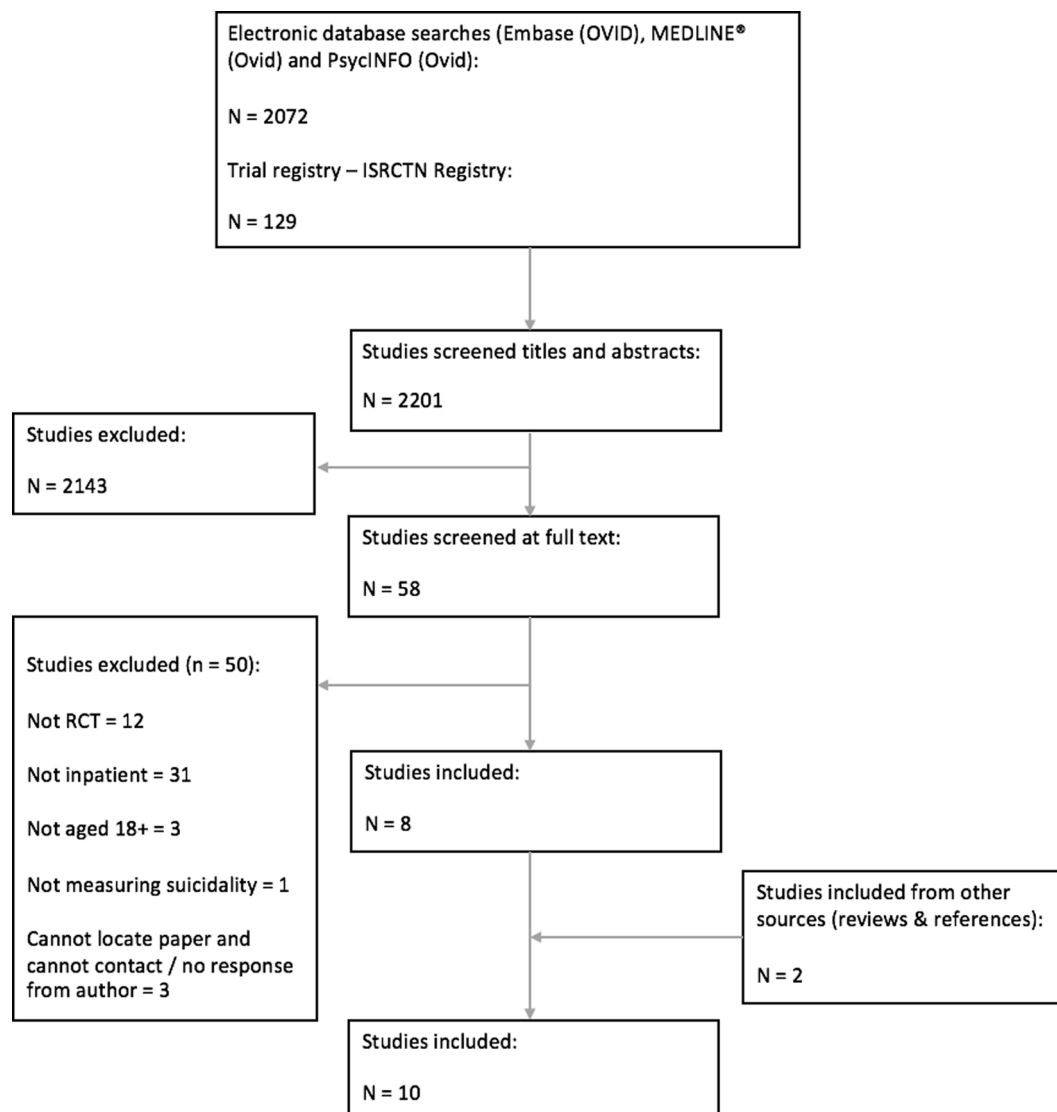 Electronic database searches (Embase (OVID), MEDLINE®
(Ovid) and PsycINFO (Ovid):
N = 2072
Trial registry – ISRCTN Registry:
N = 129
Studies screened titles and abstracts:
N = 2201
Studies excluded:
N = 2143
Studies screened at full text:
N = 58
Studies excluded (n = 50):
Not RCT = 12
Not inpatient = 31
Not aged 18+ = 3
Not measuring suicidality = 1
Cannot locate paper and
cannot contact / no response
from author = 3
Studies included:
N = 8
Studies included from other
sources (reviews & references):
N = 2
Studies included:
N = 10